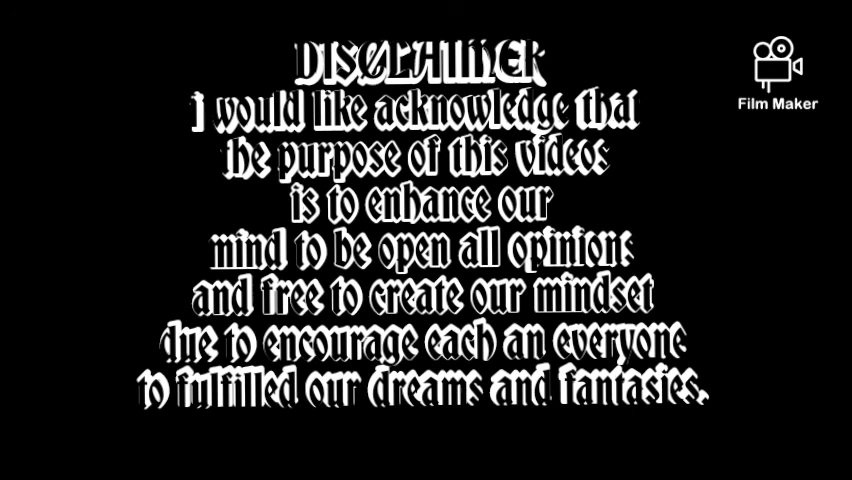 DISCLAIMER
i would like acknowledge that
the purpose of this videos
is to enhance our
mind to be open all opinions
and free to create our mindset
due to encourage each an everyone
to fulfilled our dreams and fantasies.
Film Maker